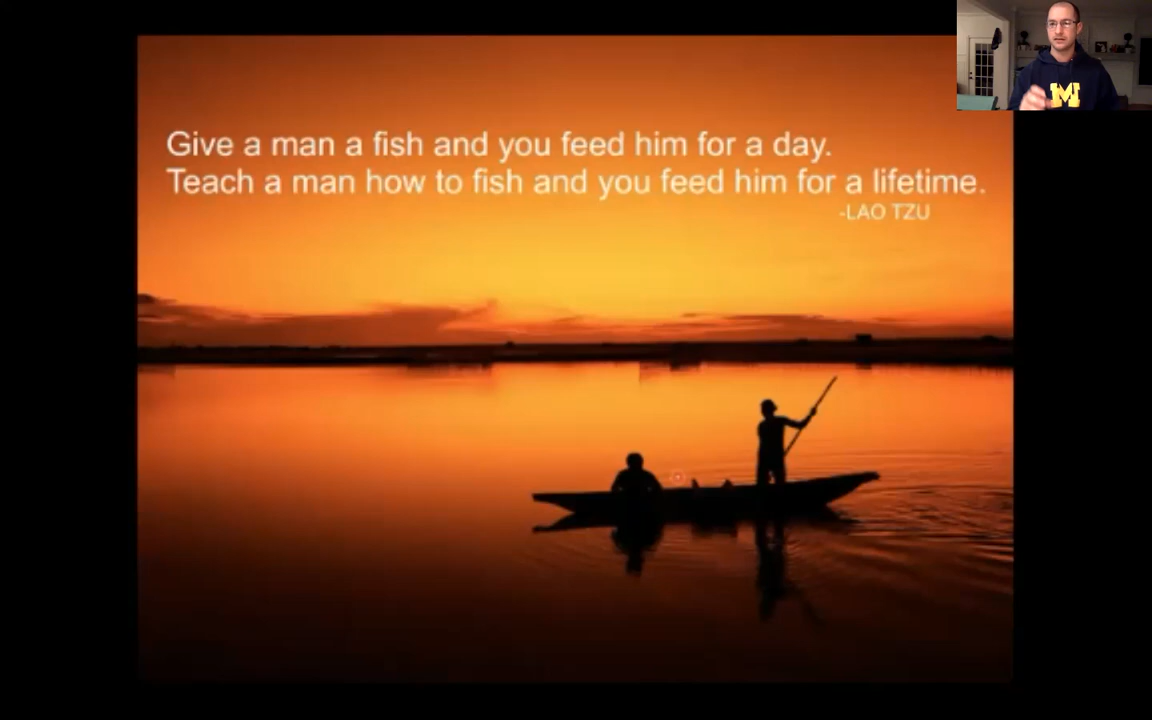 Give a man a fish and you feed him for a day.
Teach a man how to fish and you feed him for a lifetime.
-LAO TZU
M